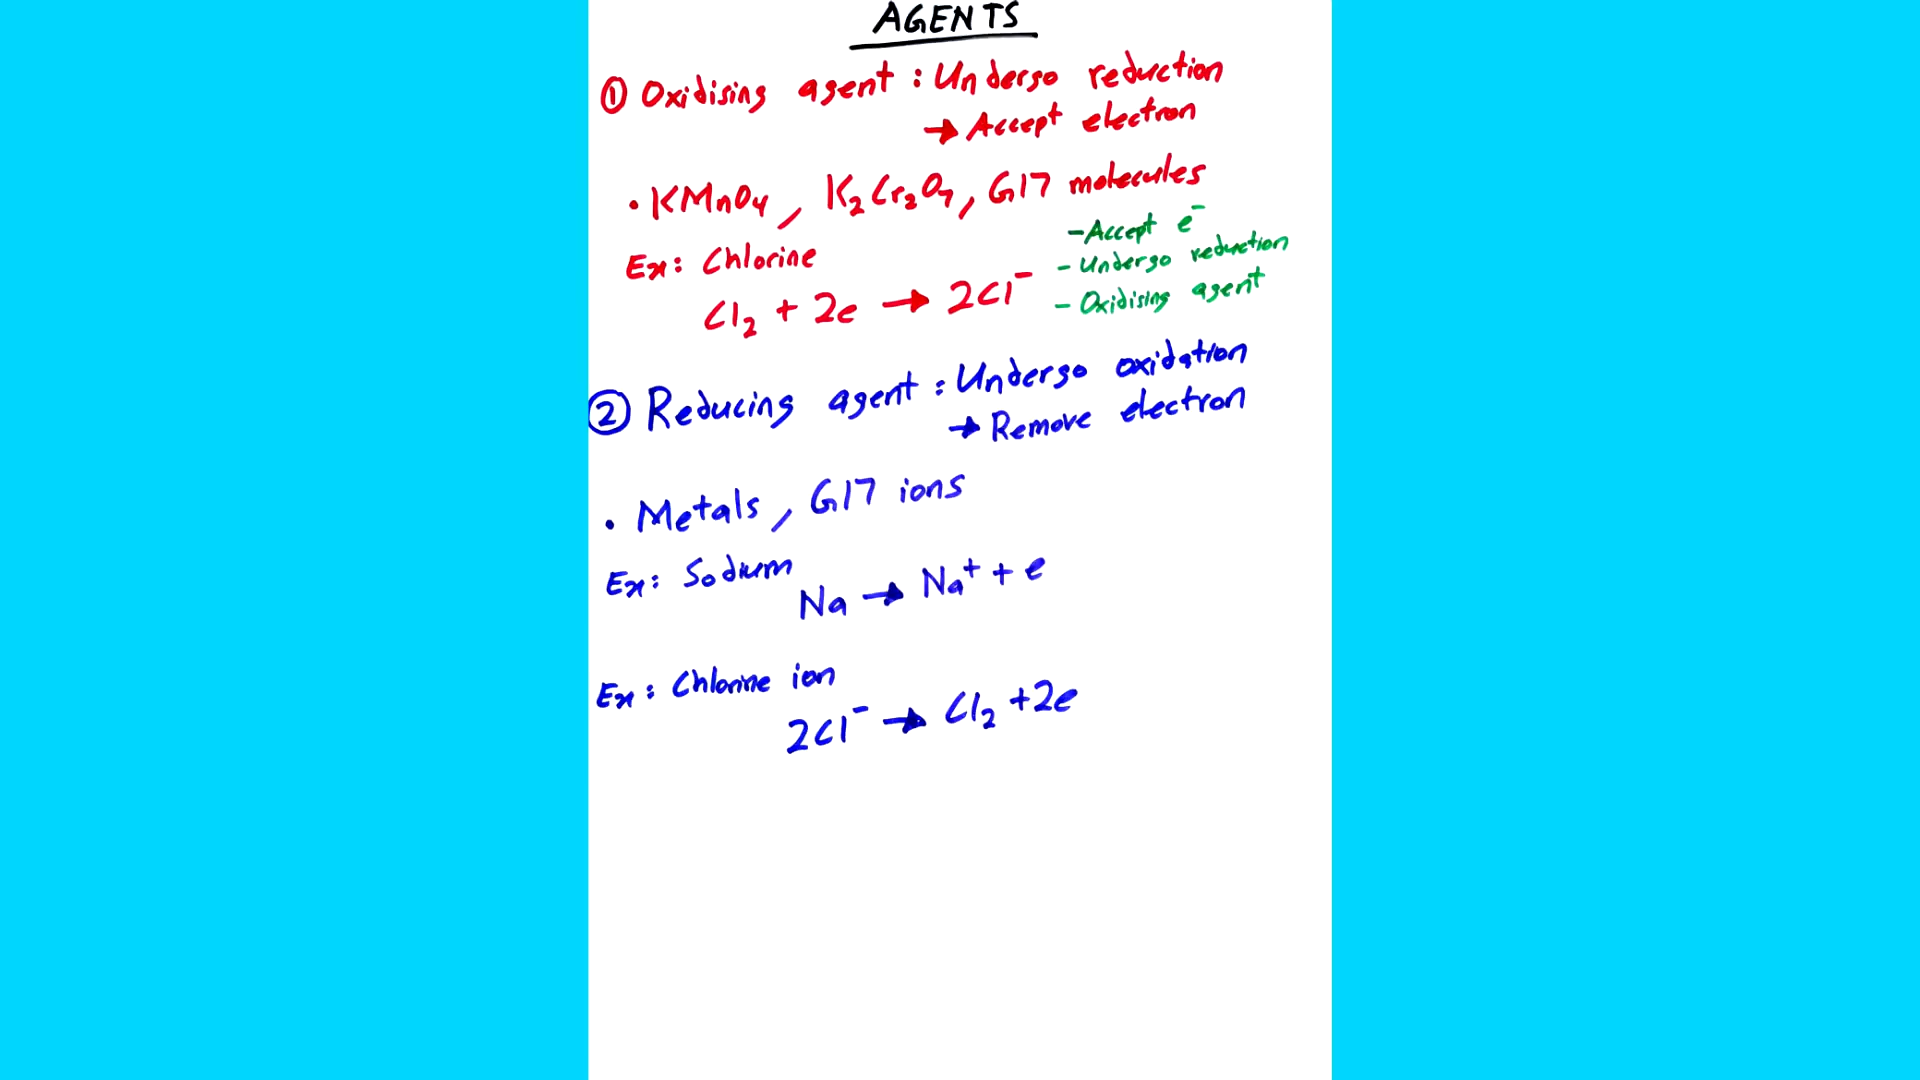 AGENTS
① Oxidising agent : Undergo reduction
→ Accept electron
• KMnO₄, K₂Cr₂O₇, G17 molecules
Ex: Chlorine
Cl₂ + 2e → 2Cl⁻
- Accept e⁻
- Undergo reduction
- Oxidising agent
② Reducing agent : Undergo oxidation
→ Remove electron
• Metals, G17 ions
Ex: Sodium
Na → Na⁺ + e
Ex: Chlorine ion
2Cl⁻ → Cl₂ + 2e